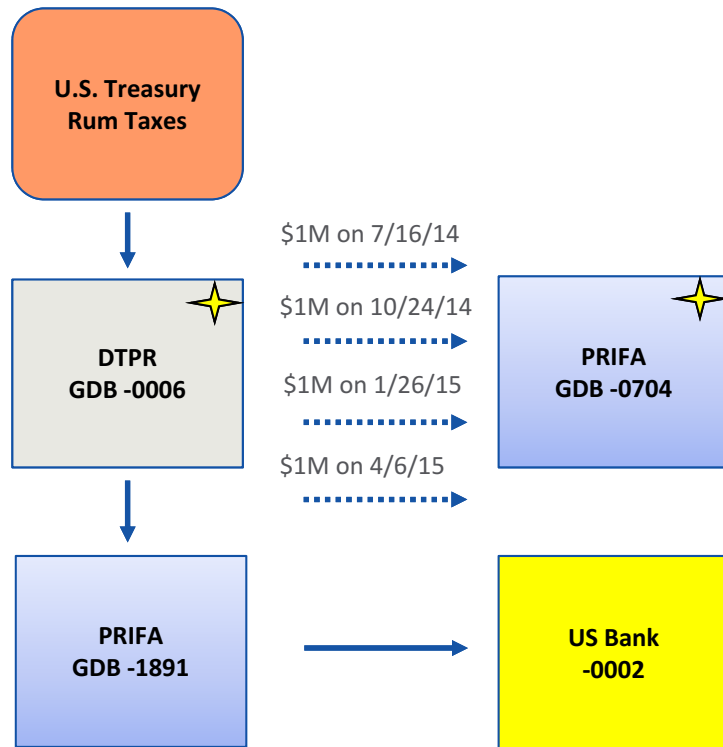 U.S. Treasury
Rum Taxes
$1M on 7/16/14
$1M on 10/24/14
DTPR
GDB -0006
PRIFA
GDB -0704
$1M on 1/26/15
$1M on 4/6/15
PRIFA
GDB -1891
US Bank
-0002